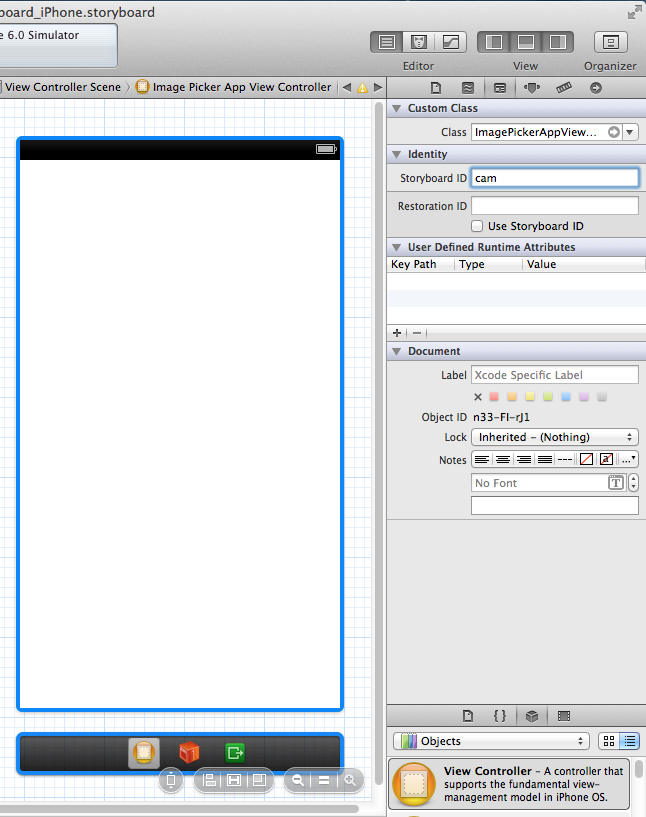 board_iPhone.storyboard
e 6.0 Simulator
Editor
View
Organizer
View Controller Scene
Image Picker App View Controller
Custom Class
Class ImagePickerAppView...
Identity
Storyboard ID cam
Restoration ID
Use Storyboard ID
User Defined Runtime Attributes
Key Path Type Value
Document
Label Xcode Specific Label
Object ID n33-FI-rJ1
Lock Inherited - (Nothing)
Notes
No Font
Objects
View Controller - A controller that
supports the fundamental view-
management model in iPhone OS.